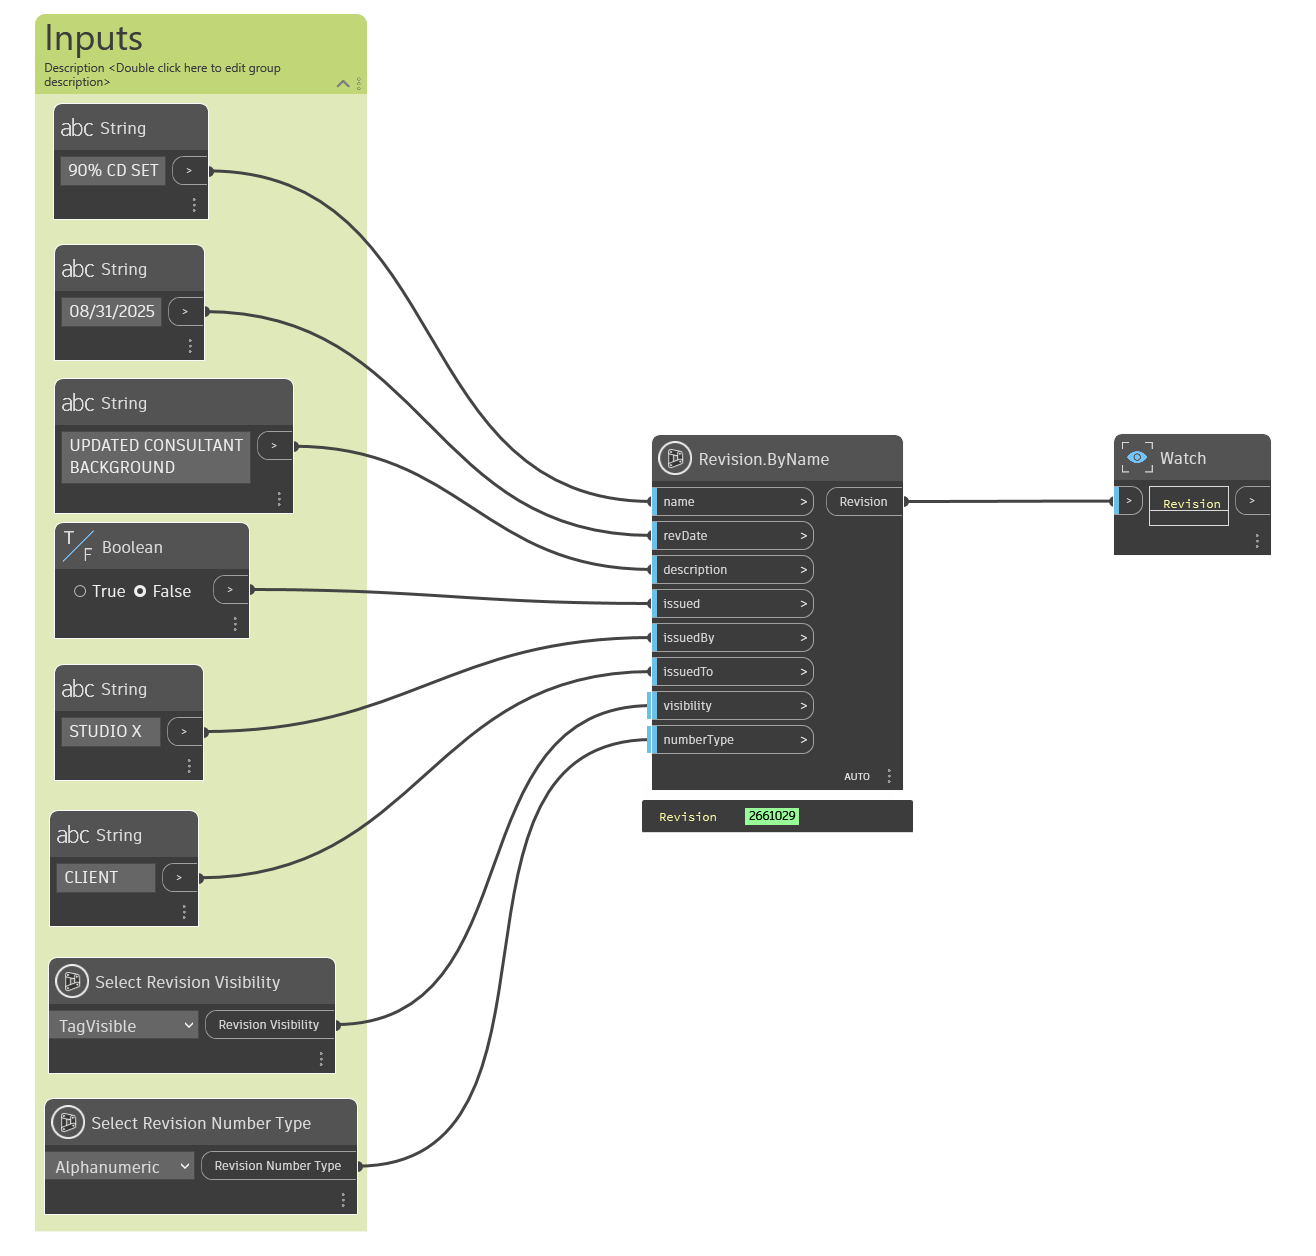 Inputs
Description <Double click here to edit group
description>
abc String
90% CD SET >
abc String
08/31/2025 >
abc String
UPDATED CONSULTANT >
BACKGROUND
T
F Boolean
True False >
abc String
STUDIO X >
abc String
CLIENT >
Select Revision Visibility
TagVisible Revision Visibility
Select Revision Number Type
Alphanumeric Revision Number Type
Revision.ByName
name > Revision
revDate >
description >
issued >
issuedBy >
issuedTo >
visibility >
numberType >
AUTO
Revision 2661029
Watch
> Revision >